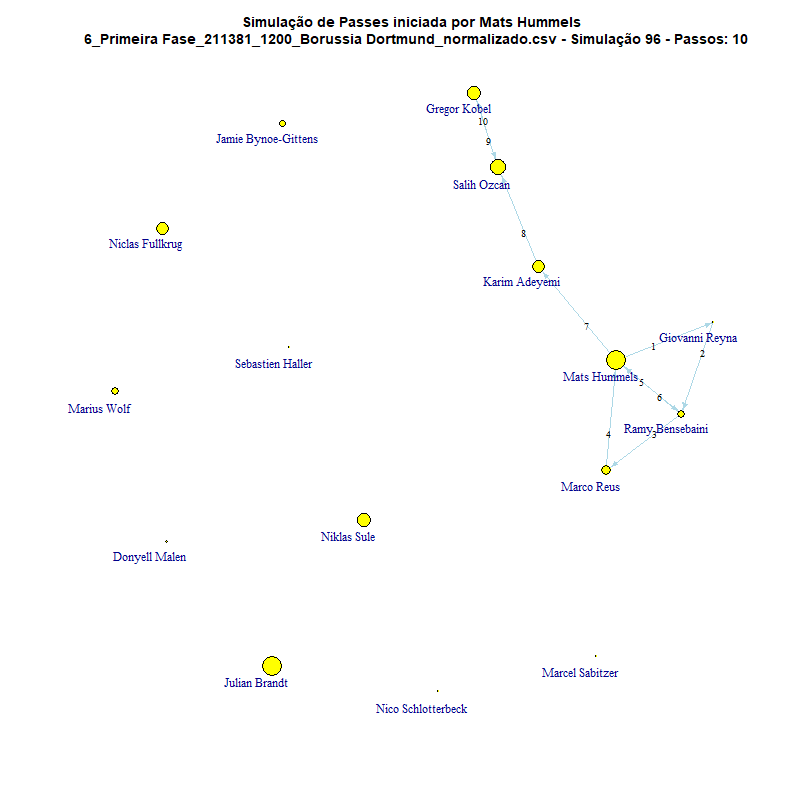 Simulação de Passes iniciada por Mats Hummels
6_Primeira Fase_211381_1200_Borussia Dortmund_normalizado.csv - Simulação 96 - Passos: 10
Gregor Kobel
10
Jamie Bynoe-Gittens
9
Salih Ozcan
8
Niclas Fullkrug
Karim Adeyemi
7
Giovanni Reyna
1
2
Sebastien Haller
Mats Hummels
5
6
Marius Wolf
Ramy Bensebaini
4
3
Marco Reus
Niklas Sule
Donyell Malen
Marcel Sabitzer
Julian Brandt
Nico Schlotterbeck